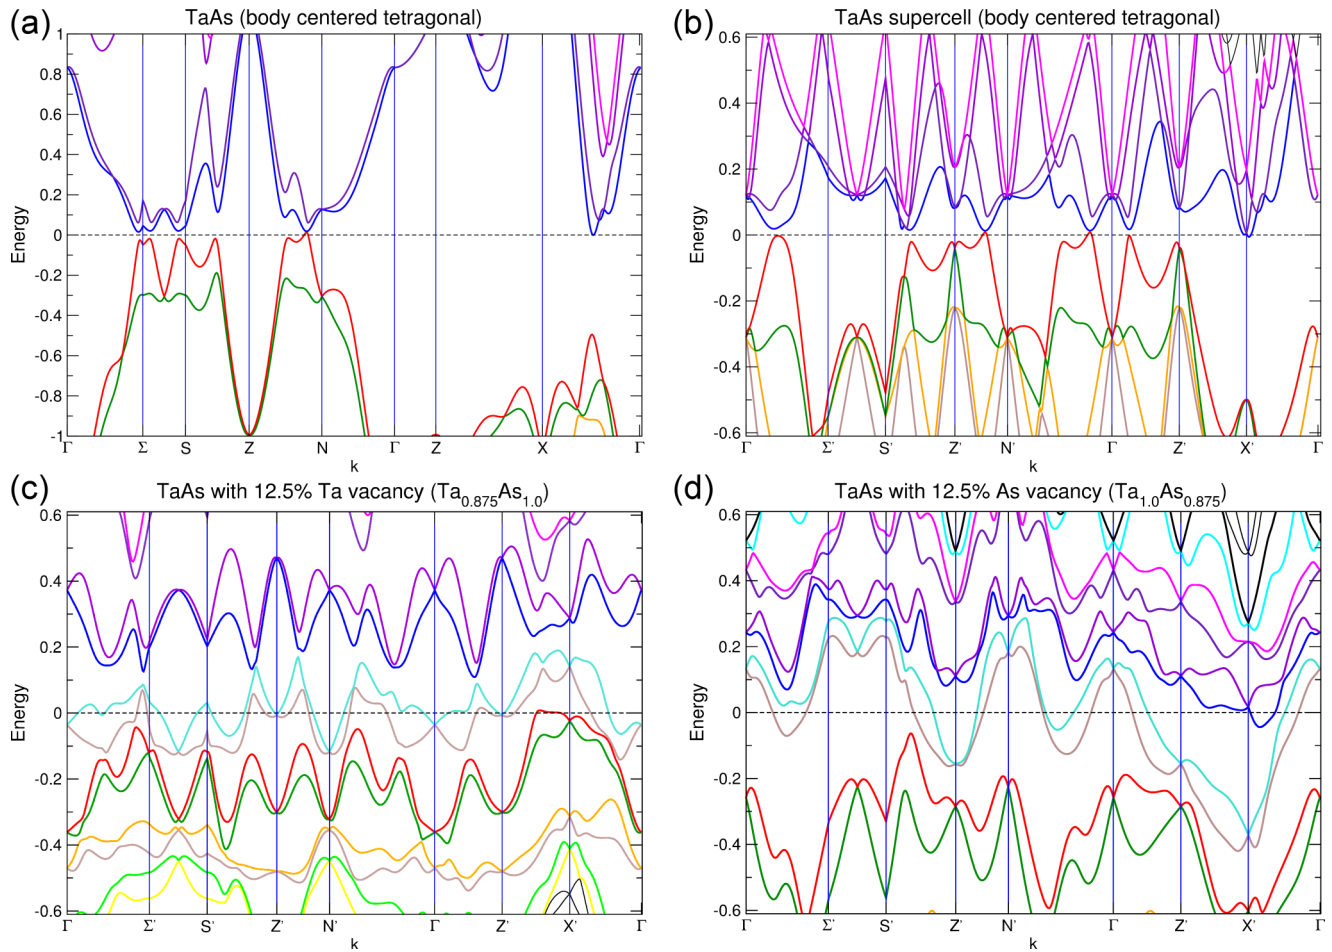 (a) TaAs (body centered tetragonal)
Energy
1
0.8
0.6
0.4
0.2
0
-0.2
-0.4
-0.6
-0.8
-1
Γ Σ S Z N Γ Z X Γ
k
(b) TaAs supercell (body centered tetragonal)
Energy
0.6
0.4
0.2
0
-0.2
-0.4
-0.6
Γ Σ' S' Z' N' Γ Z' X' Γ
k
(c) TaAs with 12.5% Ta vacancy (Ta0.875As1.0)
Energy
0.6
0.4
0.2
0
-0.2
-0.4
-0.6
Γ Σ' S' Z' N' Γ Z' X' Γ
k
(d) TaAs with 12.5% As vacancy (Ta1.0As0.875)
Energy
0.6
0.4
0.2
0
-0.2
-0.4
-0.6
Γ Σ' S' Z' N' Γ Z' X' Γ
k